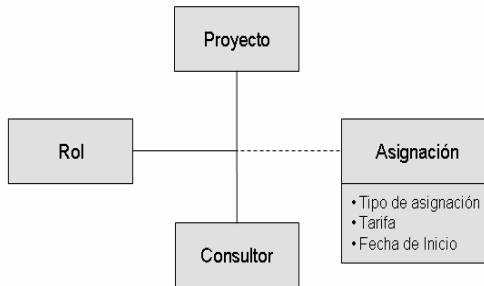 Proyecto
Rol
Asignación
• Tipo de asignación
• Tarifa
• Fecha de Inicio
Consultor